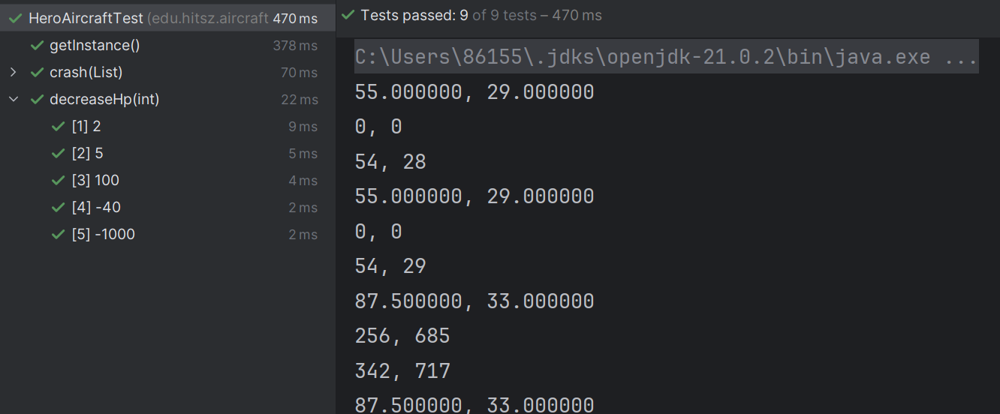 HeroAircraftTest (edu.hitsz.aircraft 470 ms
getInstance() 378 ms
crash(List) 70 ms
decreaseHp(int) 22 ms
[1] 2 9 ms
[2] 5 5 ms
[3] 100 4 ms
[4] -40 2 ms
[5] -1000 2 ms
Tests passed: 9 of 9 tests – 470 ms
C:\Users\86155\.jdks\openjdk-21.0.2\bin\java.exe ...
55.000000, 29.000000
0, 0
54, 28
55.000000, 29.000000
0, 0
54, 29
87.500000, 33.000000
256, 685
342, 717
87.500000, 33.000000